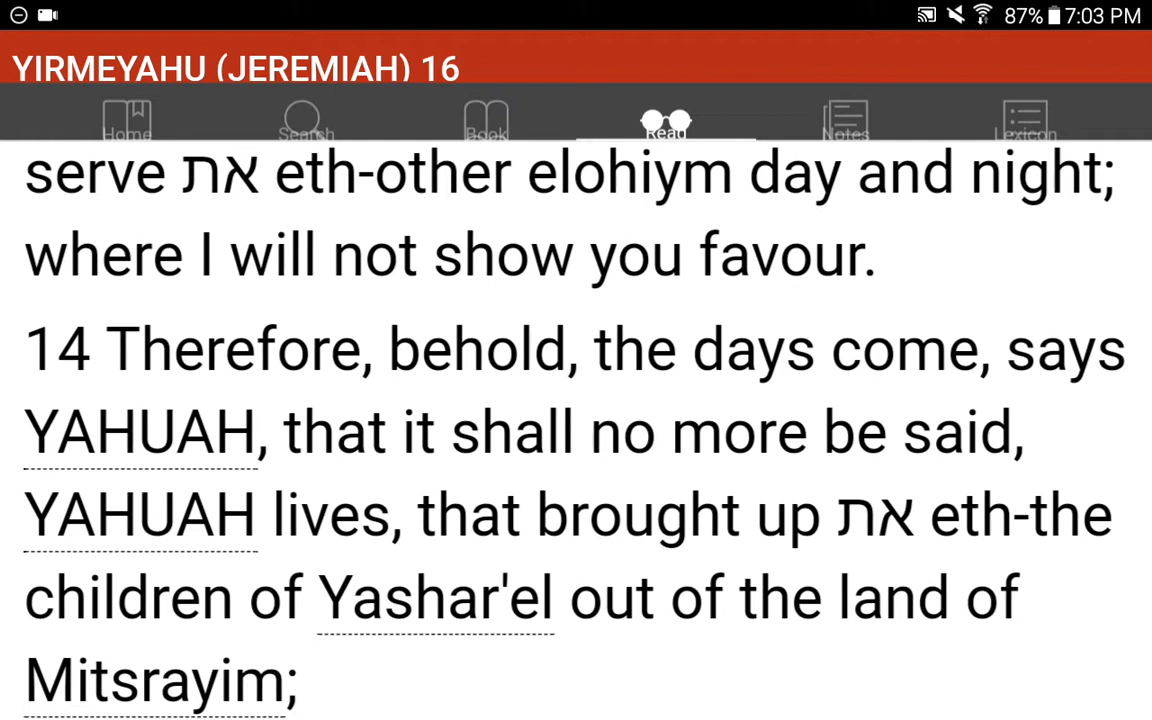 87% 7:03 PM
YIRMEYAHU (JEREMIAH) 16
Home Search Book Read Notes Lexicon
serve את eth-other elohiym day and night;
where I will not show you favour.
14 Therefore, behold, the days come, says
YAHUAH, that it shall no more be said,
YAHUAH lives, that brought up את eth-the
children of Yashar'el out of the land of
Mitsrayim;